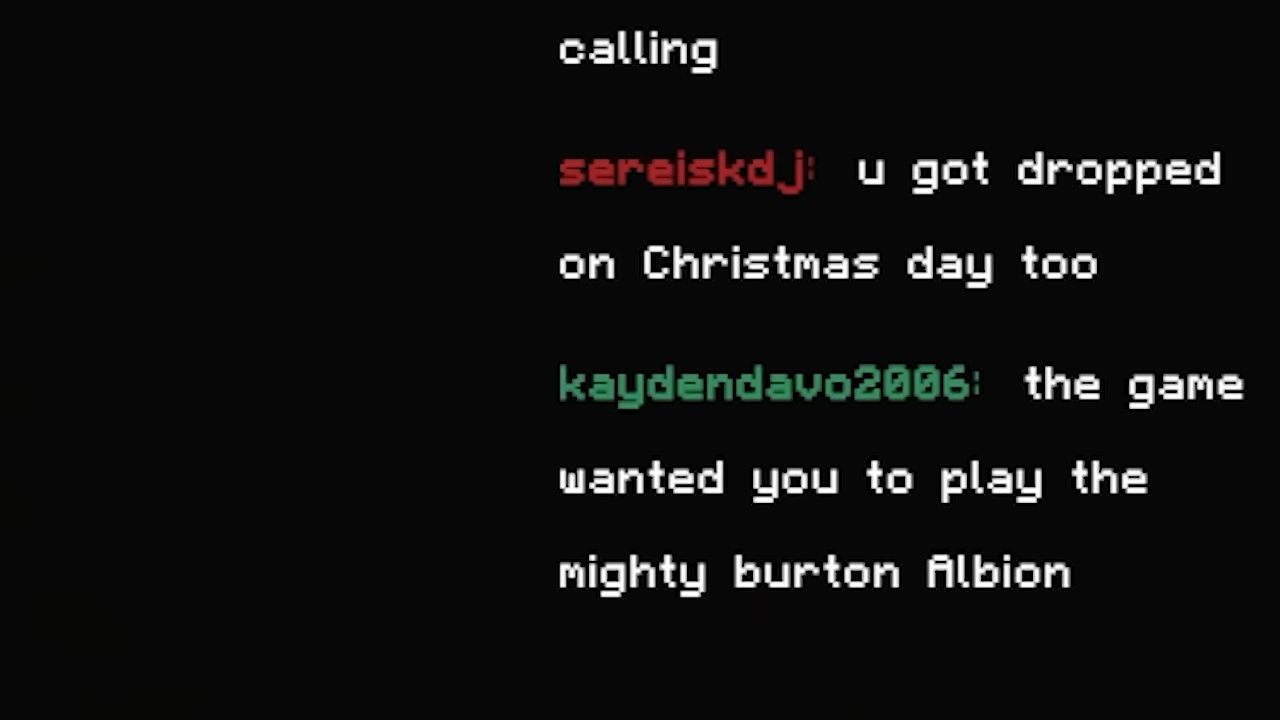 calling
sereiskdj: u got dropped
on Christmas day too
kaydendavo2006: the game
wanted you to play the
mighty burton Albion